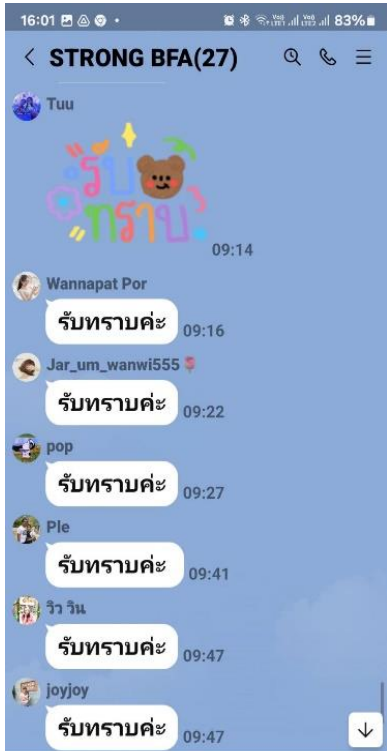 16:01 83%
STRONG BFA(27)
Tuu
รับ
ทราบ
09:14
Wannapat Por
รับทราบค่ะ 09:16
Jar_um_wanwi555
รับทราบค่ะ 09:22
pop
รับทราบค่ะ 09:27
Ple
รับทราบค่ะ 09:41
วิว วิน
รับทราบค่ะ 09:47
joyjoy
รับทราบค่ะ 09:47